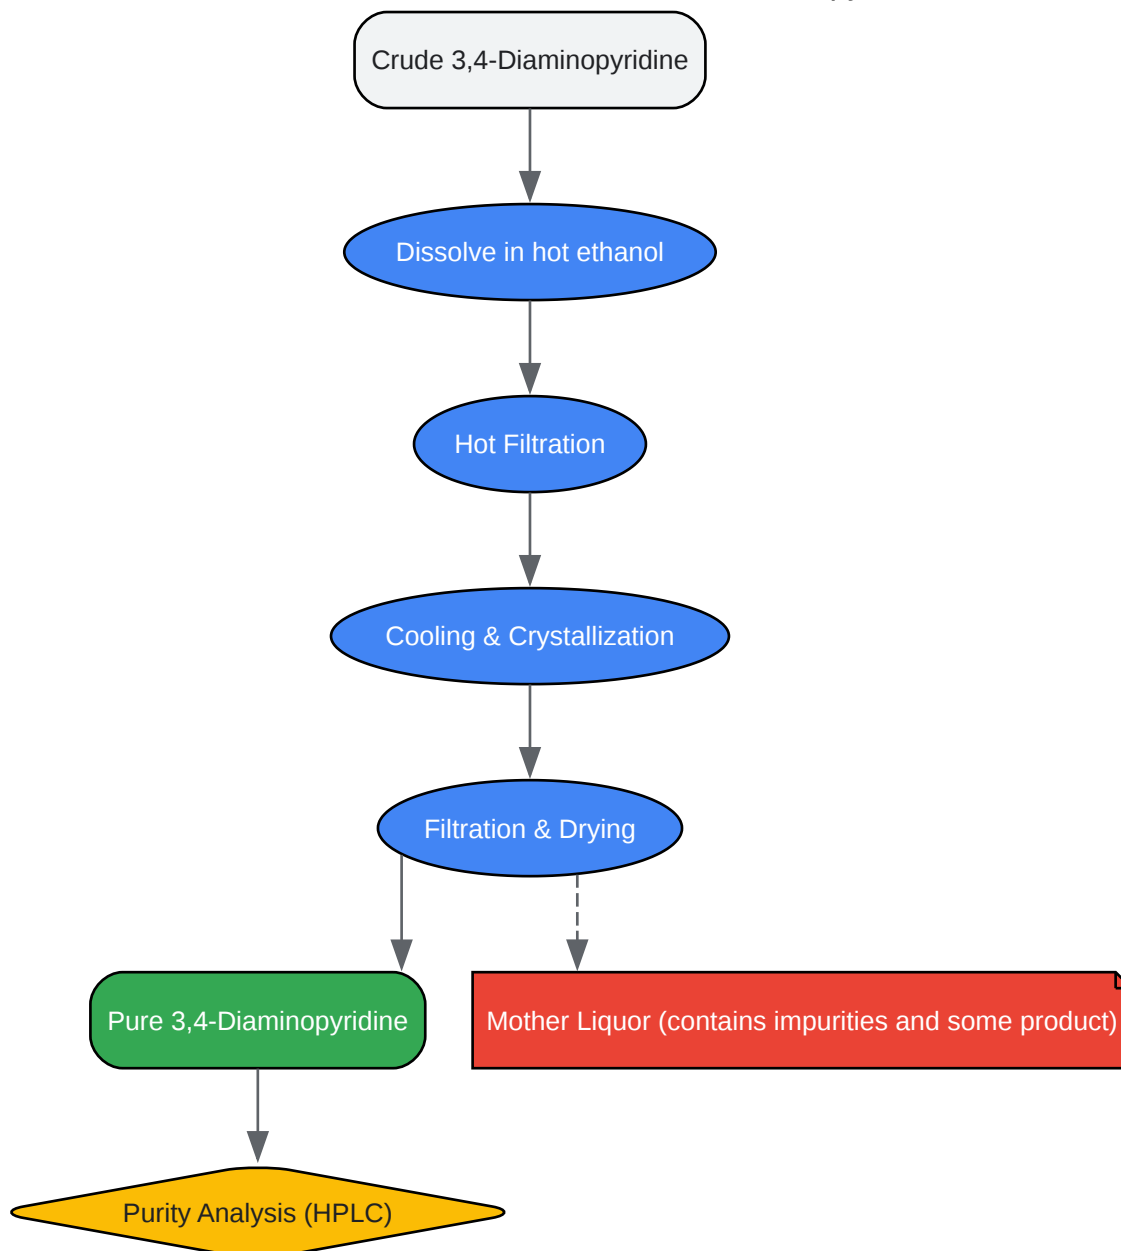 Crude 3,4-Diaminopyridine
Dissolve in hot ethanol
Hot Filtration
Cooling & Crystallization
Filtration & Drying
Pure 3,4-Diaminopyridine
Mother Liquor (contains impurities and some product)
Purity Analysis (HPLC)